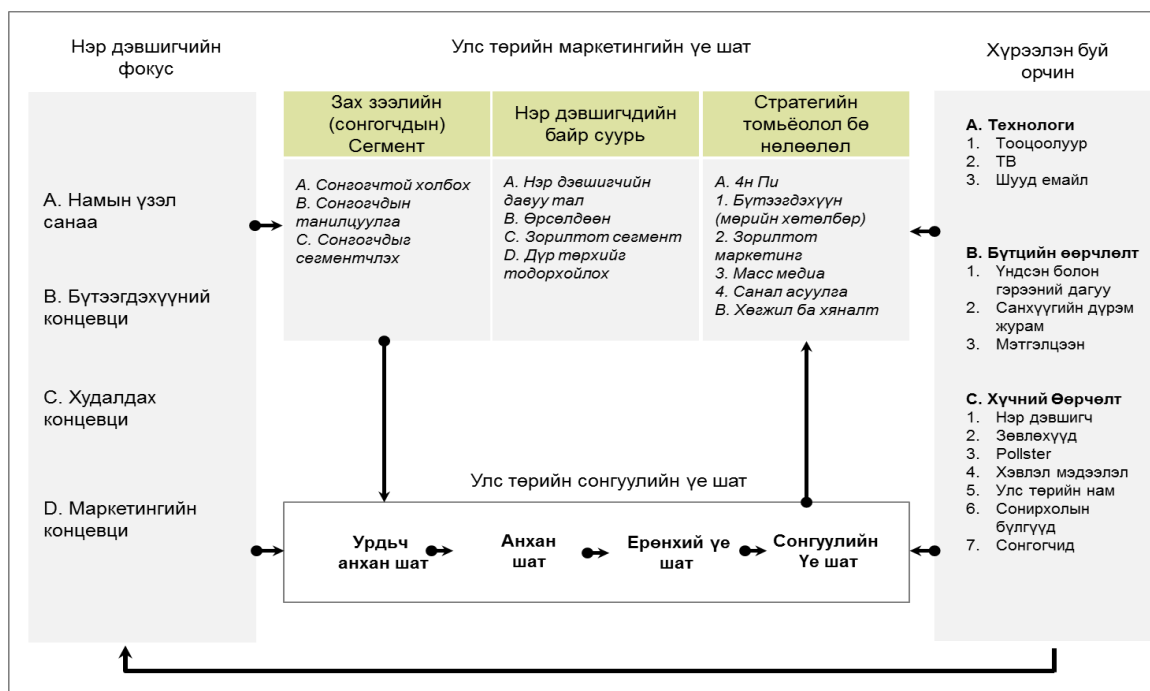 Нэр дэвшигчийн
фокус
Улс төрийн маркетингийн үе шат
Хүрээлэн буй
орчин
A. Намын үзэл
санаа
B. Бүтээгдэхүүний
концевци
C. Худалдах
концевци
D. Маркетингийн
концевци
Зах зээлийн
(сонгогчдын)
Сегмент
A. Сонгогчтой холбох
B. Сонгогчдын
танилцуулга
C. Сонгогчдыг
сегментчлэх
Нэр дэвшигчдийн
байр суурь
A. Нэр дэвшигчийн
давуу тал
B. Өрсөлдөөн
C. Зорилтот сегмент
D. Дүр төрхийг
тодорхойлох
Стратегийн
томьёолол бө
нөлөөлөл
A. 4н Пи
1. Бүтээгдэхүүн
(мөрийн хөтөлбөр)
2. Зорилтот
маркетинг
3. Масс медиа
4. Санал асуулга
B. Хөгжил ба хяналт
Улс төрийн сонгуулийн үе шат
Урдьч
анхан шат
Анхан
шат
Ерөнхий үе
шат
Сонгуулийн
Үе шат
A. Технологи
1. Тооцоолуур
2. ТВ
3. Шууд емайл
B. Бүтцийн өөрчлөлт
1. Үндсэн болон
гэрээний дагуу
2. Санхүүгийн дүрэм
журам
3. Мэтгэлцээн
C. Хүчний Өөрчөлт
1. Нэр дэвшигч
2. Зөвлөхүүд
3. Pollster
4. Хэвлэл мэдээлэл
5. Улс төрийн нам
6. Сонирхолын
бүлгүүд
7. Сонгогчид